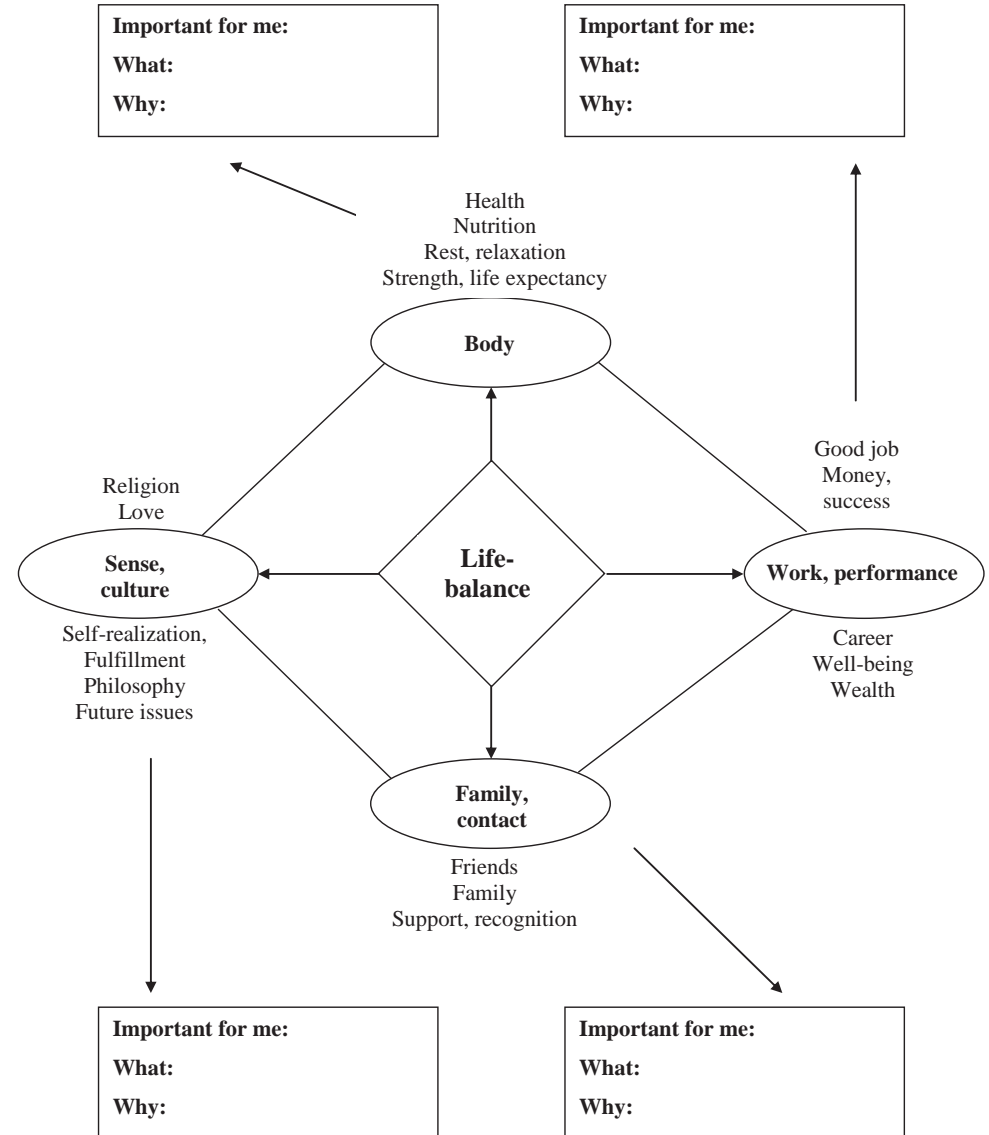 Important for me:
What:
Why:
Important for me:
What:
Why:
Health
Nutrition
Rest, relaxation
Strength, life expectancy
Body
Good job
Money,
success
Religion
Love
Sense,
culture
Life-
balance
Work, performance
Self-realization,
Fulfillment
Philosophy
Future issues
Career
Well-being
Wealth
Family,
contact
Friends
Family
Support, recognition
Important for me:
What:
Why:
Important for me:
What:
Why: